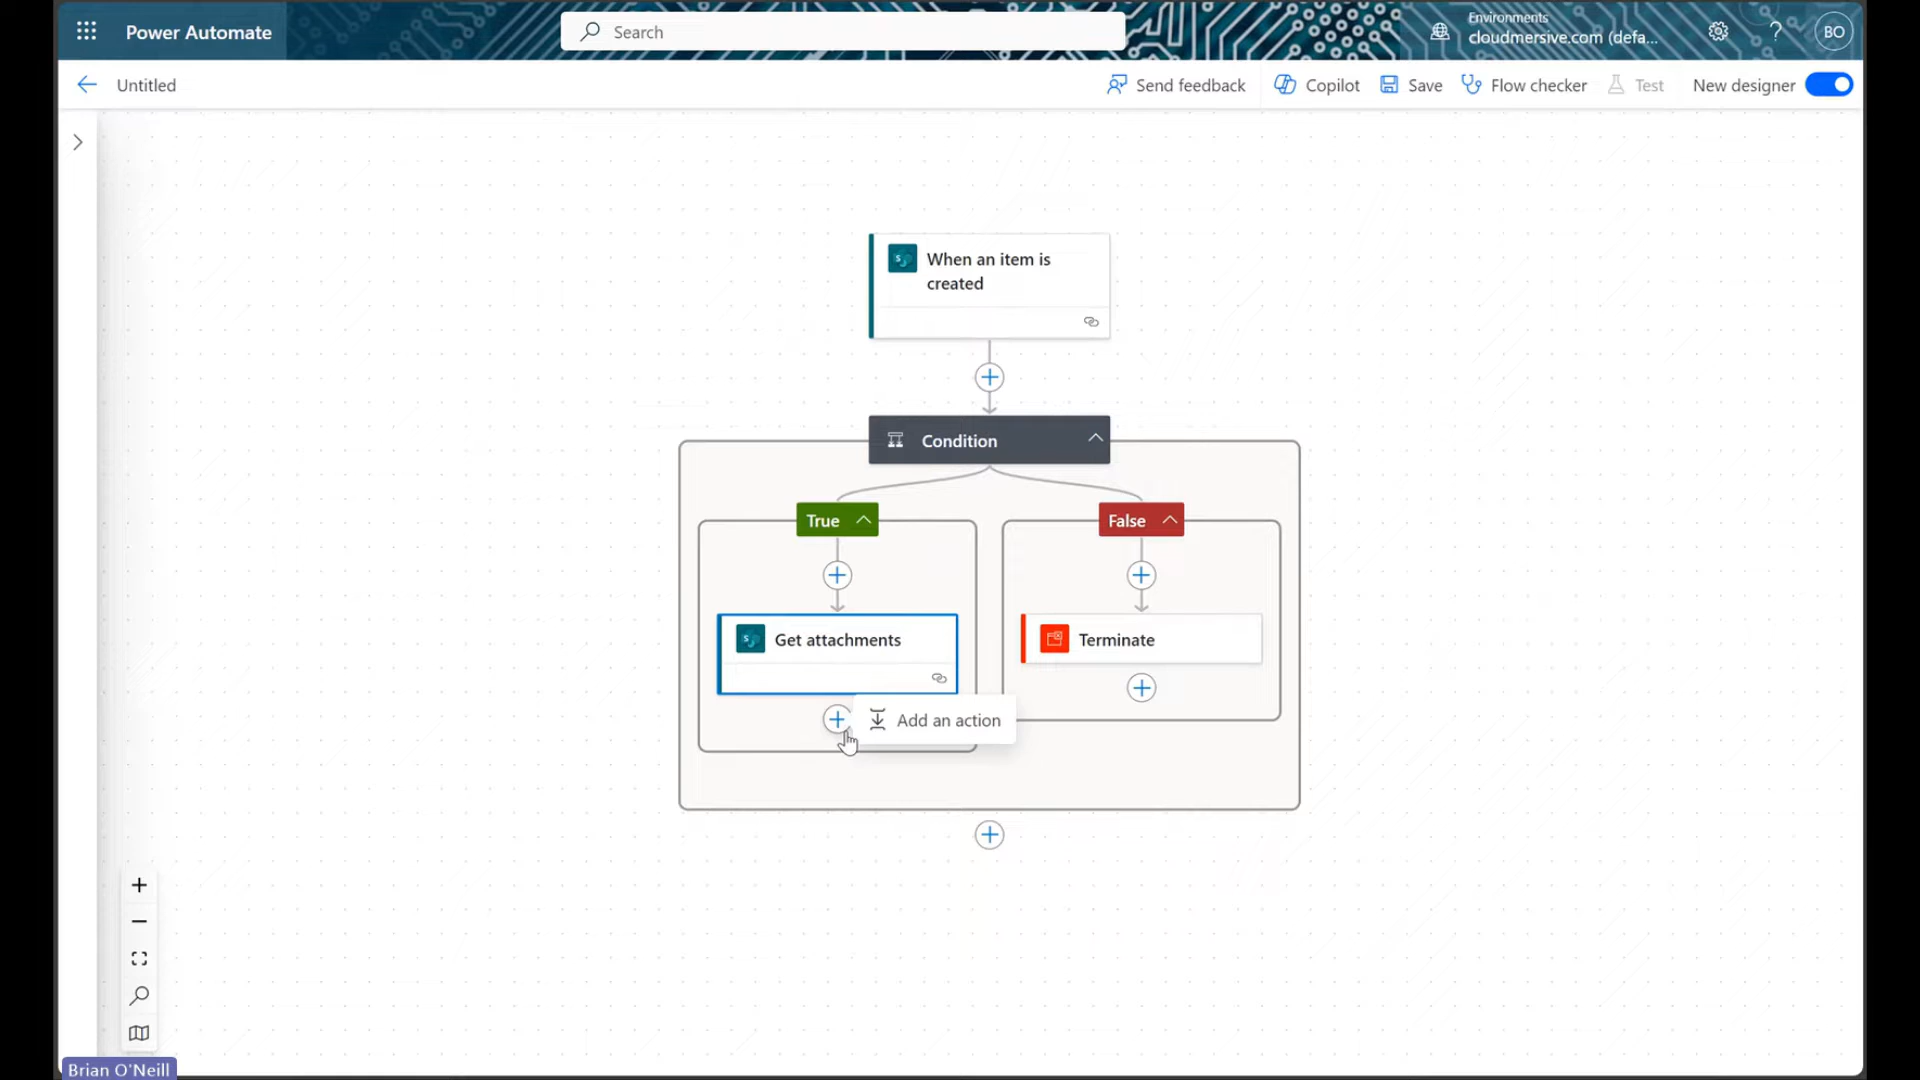 Power Automate
Search
Environments
cloudmersive.com (defa...
BO
Untitled
Send feedback
Copilot
Save
Flow checker
Test
New designer
When an item is
created
Condition
True
False
Get attachments
Terminate
Add an action
Brian O'Neill